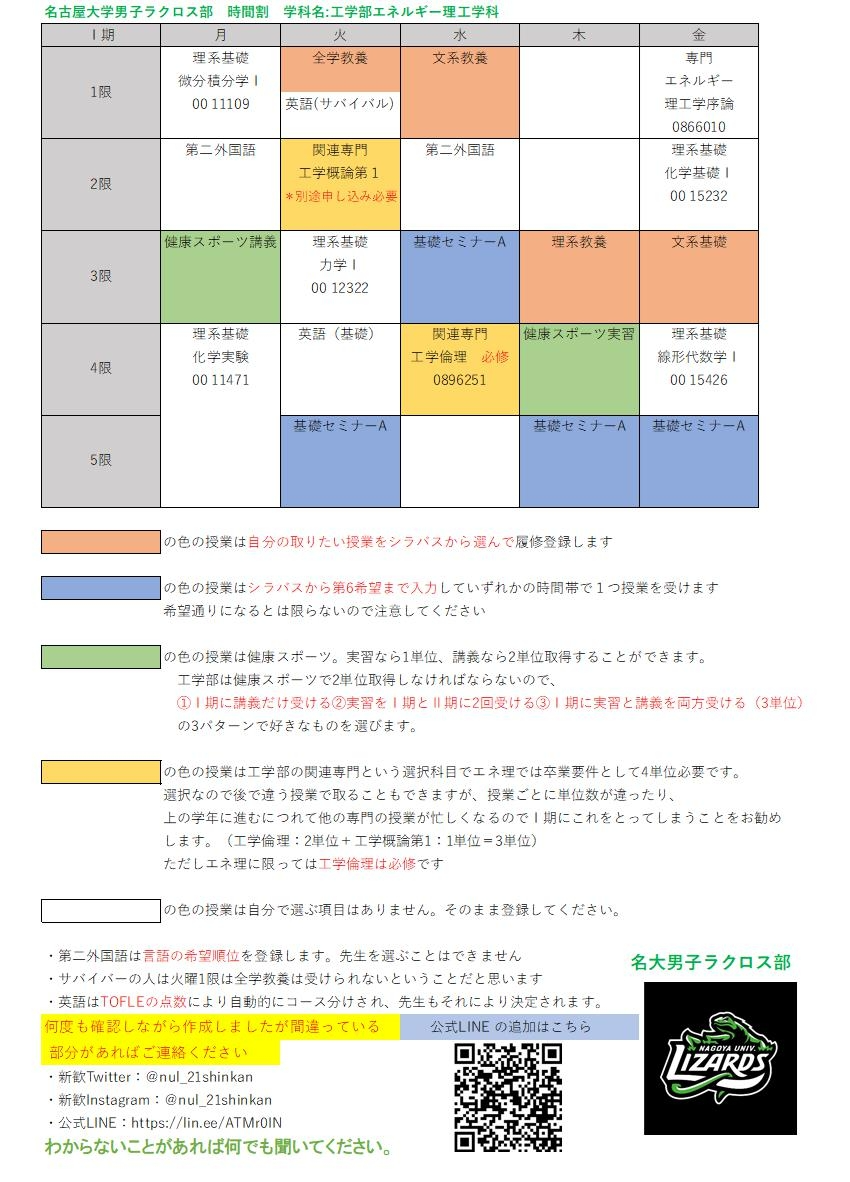 名古屋大学男子ラクロス部　時間割　学科名:工学部エネルギー理工学科
Ⅰ期　月　火　水　木　金
1限
理系基礎
微分積分学Ⅰ
00 11109
全学教養
英語(サバイバル)
文系教養
専門
エネルギー
理工学序論
0866010
2限
第二外国語
関連専門
工学概論第1
＊別途申し込み必要
第二外国語
理系基礎
化学基礎Ⅰ
00 15232
3限
健康スポーツ講義
理系基礎
力学Ⅰ
00 12322
基礎セミナーA
理系教養
文系基礎
4限
理系基礎
化学実験
00 11471
英語（基礎）
関連専門
工学倫理　必修
0896251
健康スポーツ実習
理系基礎
線形代数学Ⅰ
00 15426
5限
基礎セミナーA
基礎セミナーA
基礎セミナーA
の色の授業は自分の取りたい授業をシラバスから選んで履修登録します
の色の授業はシラバスから第6希望まで入力していずれかの時間帯で１つ授業を受けます
希望通りになるとは限らないので注意してください
の色の授業は健康スポーツ。実習なら1単位、講義なら2単位取得することができます。
工学部は健康スポーツで2単位取得しなければならないので、
①Ⅰ期に講義だけ受ける②実習をⅠ期とⅡ期に2回受ける③Ⅰ期に実習と講義を両方受ける（3単位）
の3パターンで好きなものを選びます。
の色の授業は工学部の関連専門という選択科目でエネ理では卒業要件として4単位必要です。
選択なので後で違う授業で取ることもできますが、授業ごとに単位数が違ったり、
上の学年に進むにつれて他の専門の授業が忙しくなるのでⅠ期にこれをとってしまうことをお勧め
します。（工学倫理：2単位＋工学概論第1：1単位＝3単位）
ただしエネ理に限っては工学倫理は必修です
の色の授業は自分で選ぶ項目はありません。そのまま登録してください。
・第二外国語は言語の希望順位を登録します。先生を選ぶことはできません
・サバイバーの人は火曜1限は全学教養は受けられないということだと思います
・英語はTOFLEの点数により自動的にコース分けされ、先生もそれにより決定されます。
何度も確認しながら作成しましたが間違っている
部分があればご連絡ください
公式LINE の追加はこちら
・新歓Twitter：@nul_21shinkan
・新歓Instagram：@nul_21shinkan
・公式LINE：https://lin.ee/ATMr0IN
わからないことがあれば何でも聞いてください。
名大男子ラクロス部
NAGOYA UNIV.
LIZARDS